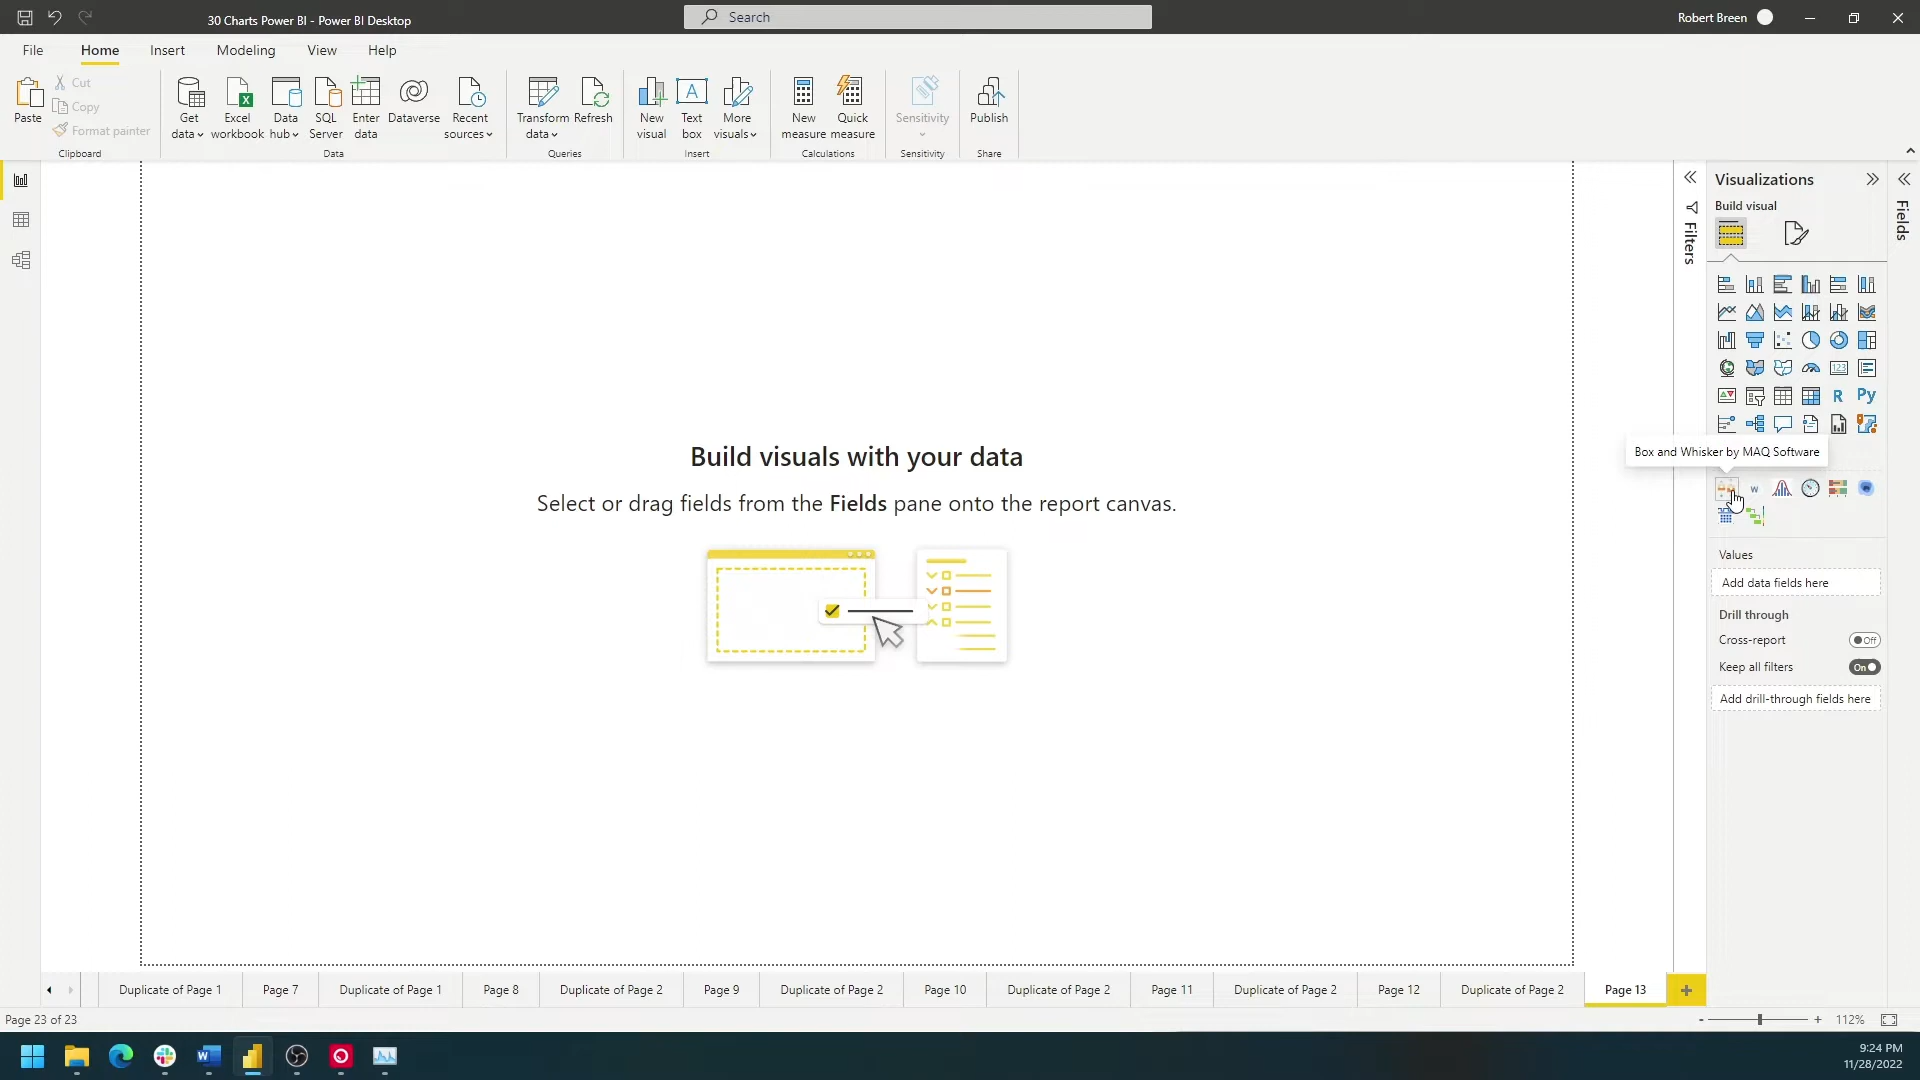 30 Charts Power BI - Power BI Desktop
Search
Robert Breen
File Home Insert Modeling View Help
Paste
Cut
Copy
Format painter
Clipboard
Get data
Excel workbook
Data hub
SQL Server
Enter data
Dataverse
Recent sources
Data
Transform data
Refresh
Queries
New visual
Text box
More visuals
Insert
New measure
Quick measure
Calculations
Sensitivity
Sensitivity
Publish
Share
Filters
Visualizations
Build visual
Fields
123
R Py
Box and Whisker by MAQ Software
W
Values
Add data fields here
Drill through
Cross-report Off
Keep all filters On
Add drill-through fields here
Build visuals with your data
Select or drag fields from the Fields pane onto the report canvas.
Duplicate of Page 1 Page 7 Duplicate of Page 1 Page 8 Duplicate of Page 2 Page 9 Duplicate of Page 2 Page 10 Duplicate of Page 2 Page 11 Duplicate of Page 2 Page 12 Duplicate of Page 2 Page 13 +
Page 23 of 23
- + 112%
9:24 PM
11/28/2022